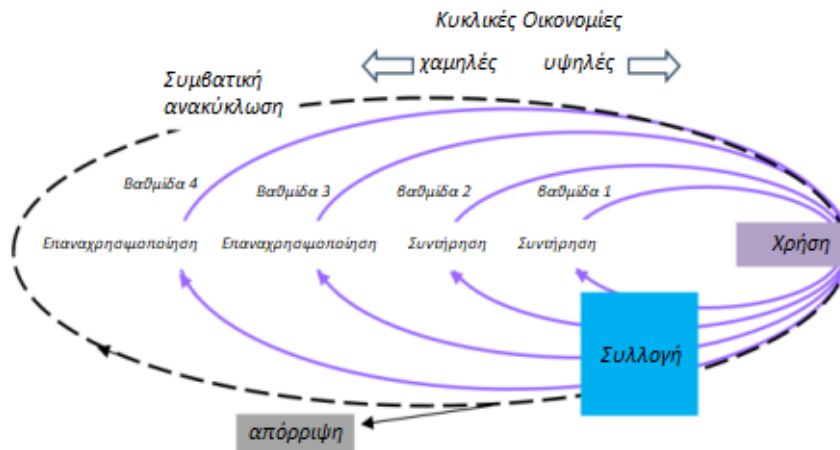 Κυκλικές Οικονομίες
χαμηλές υψηλές
Συμβατική
ανακύκλωση
Βαθμίδα 4
Βαθμίδα 3
βαθμίδα 2
βαθμίδα 1
Επαναχρησιμοποίηση
Επαναχρησιμοποίηση
Συντήρηση
Συντήρηση
Χρήση
Συλλογή
απόρριψη